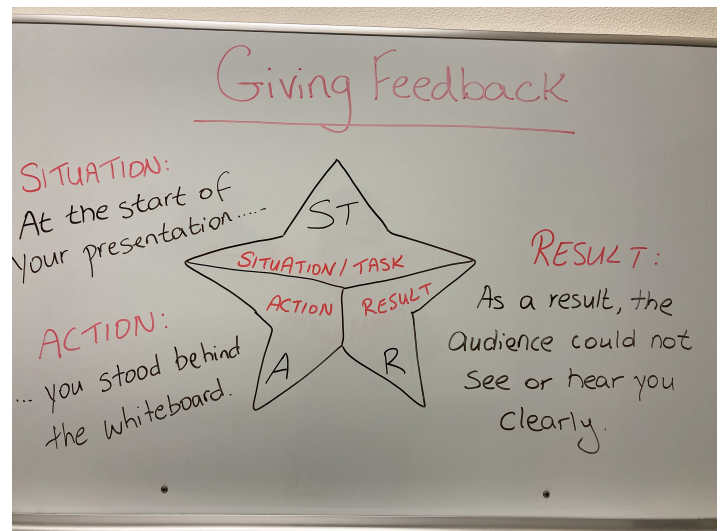 Giving Feedback
SITUATION:
At the start of
your presentation.....
ACTION:
... you stood behind
the whiteboard.
ST
SITUATION / TASK
ACTION
RESULT
A
R
RESULT:
As a result, the
audience could not
see or hear you
clearly.